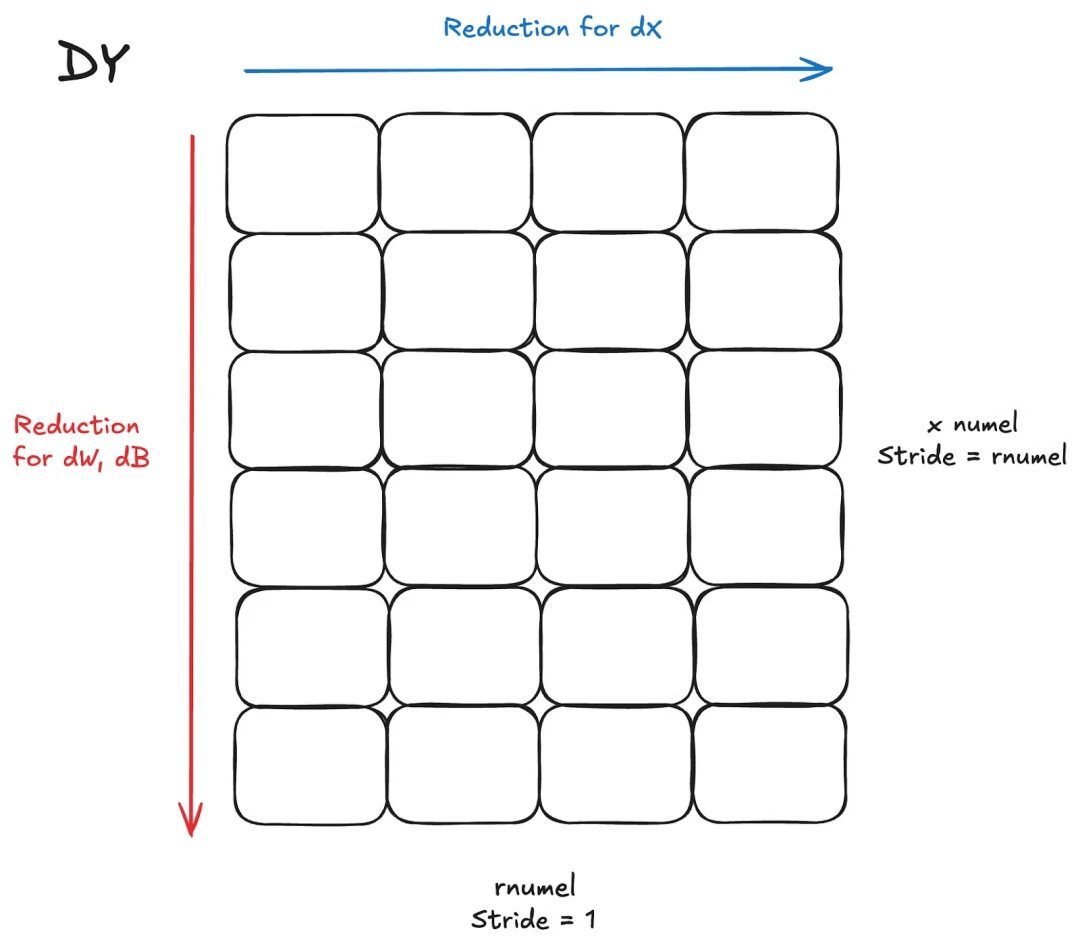 Reduction for dX
DY
Reduction
for dW, dB
x numel
Stride = rnumel
rnumel
Stride = 1